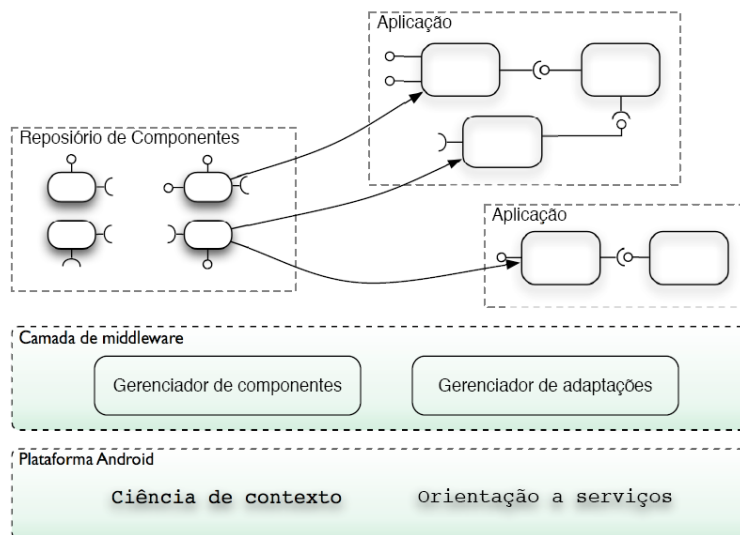 Aplicação
Reposiório de Componentes
Aplicação
Camada de middleware
Gerenciador de componentes
Gerenciador de adaptações
Plataforma Android
Ciência de contexto
Orientação a serviços